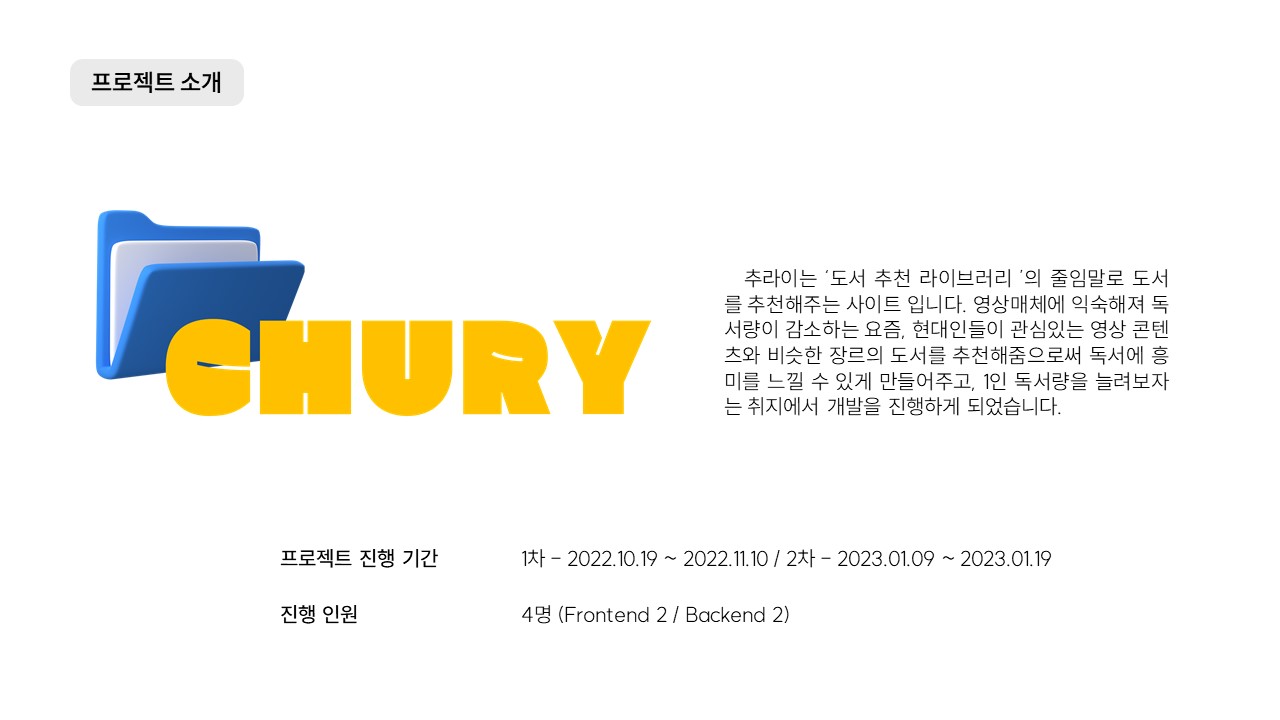 프로젝트 소개
CHURY
추라이는 ‘도서 추천 라이브러리 ’의 줄임말로 도서
를 추천해주는 사이트 입니다. 영상매체에 익숙해져 독
서량이 감소하는 요즘, 현대인들이 관심있는 영상 콘텐
츠와 비슷한 장르의 도서를 추천해줌으로써 독서에 흥
미를 느낄 수 있게 만들어주고, 1인 독서량을 늘려보자
는 취지에서 개발을 진행하게 되었습니다.
프로젝트 진행 기간 1차 – 2022.10.19 ~ 2022.11.10 / 2차 – 2023.01.09 ~ 2023.01.19
진행 인원 4명 (Frontend 2 / Backend 2)